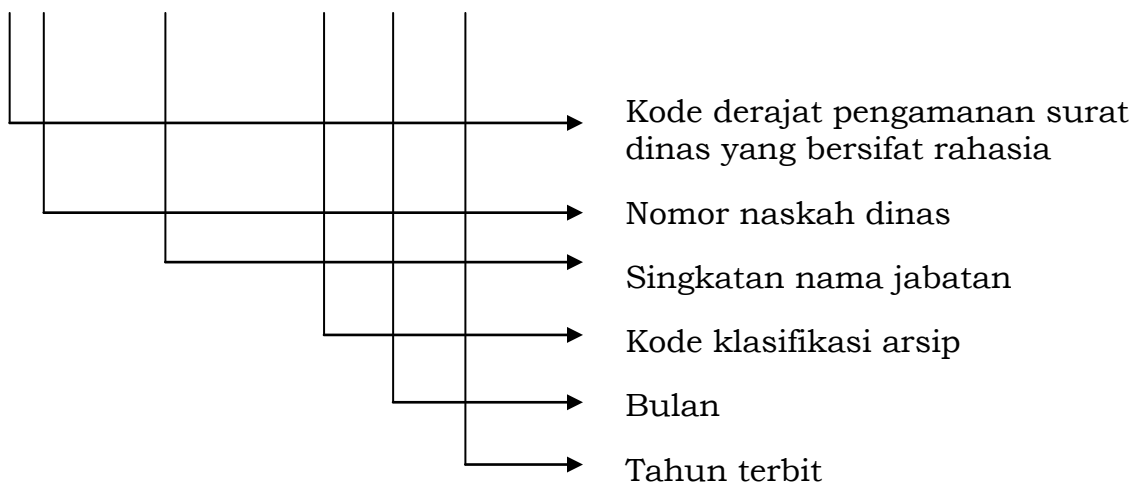 Kode derajat pengamanan surat
dinas yang bersifat rahasia
Nomor naskah dinas
Singkatan nama jabatan
Kode klasifikasi arsip
Bulan
Tahun terbit